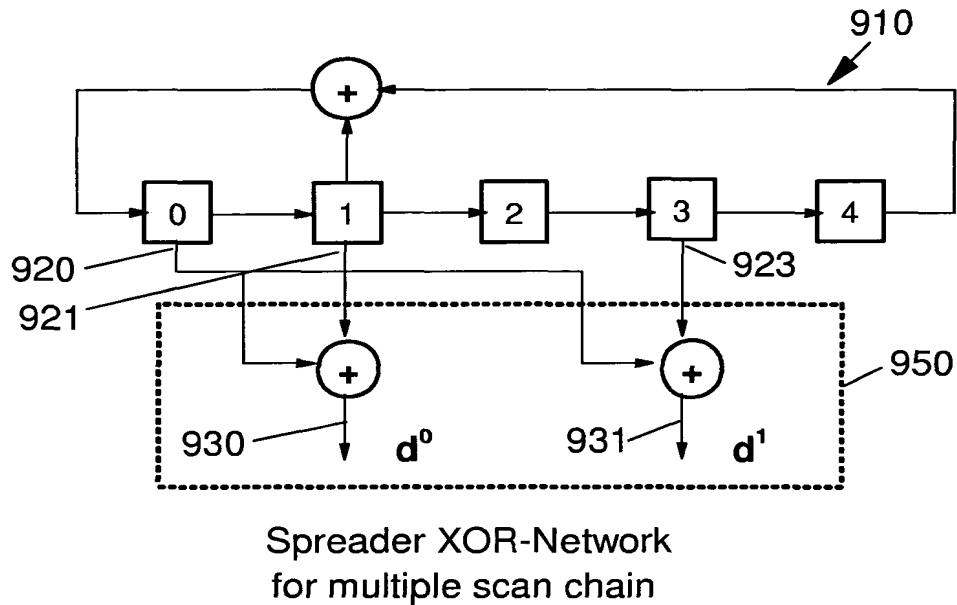 910
+
0 1 2 3 4
920
921
923
950
+ +
930
d⁰
931
d¹
Spreader XOR-Network
for multiple scan chain